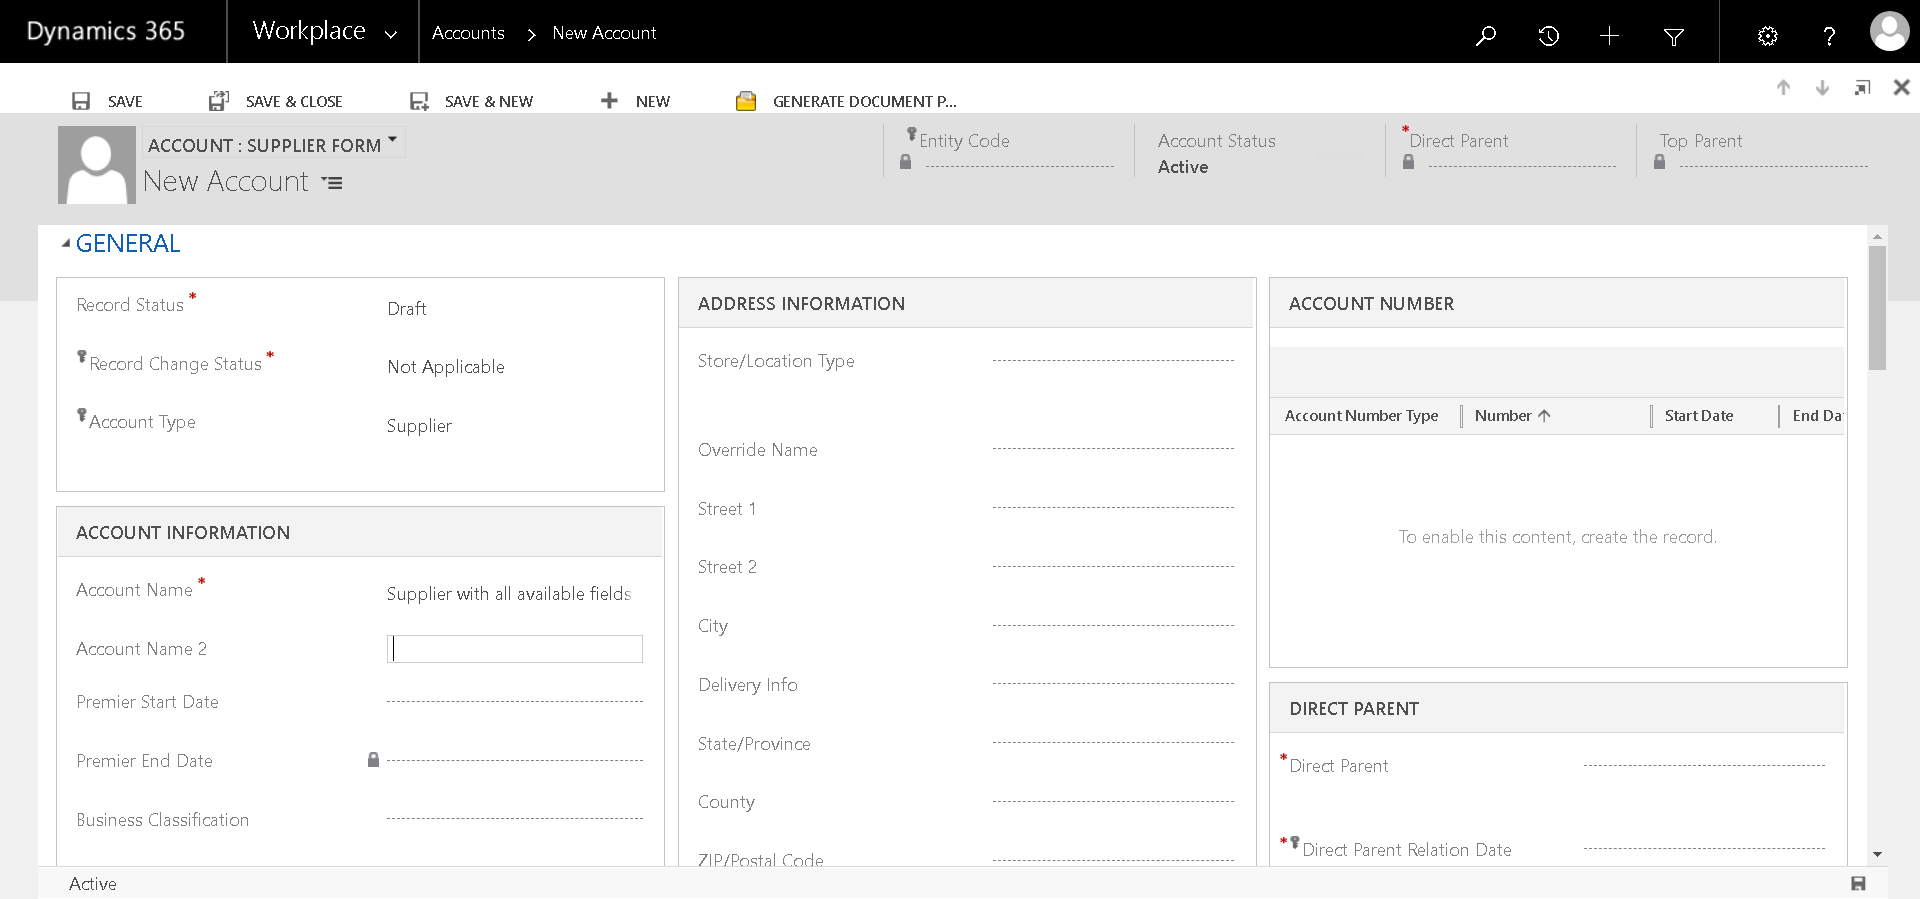 Dynamics 365
Workplace
Accounts
New Account
?
SAVE
SAVE & CLOSE
SAVE & NEW
NEW
GENERATE DOCUMENT P...
ACCOUNT : SUPPLIER FORM
New Account
Entity Code
Account Status
Active
*Direct Parent
Top Parent
GENERAL
Record Status *
Draft
Record Change Status *
Not Applicable
Account Type
Supplier
ACCOUNT INFORMATION
Account Name *
Supplier with all available fields
Account Name 2
Premier Start Date
Premier End Date
Business Classification
ADDRESS INFORMATION
Store/Location Type
Override Name
Street 1
Street 2
City
Delivery Info
State/Province
County
ZIP/Postal Code
ACCOUNT NUMBER
Account Number Type
Number
Start Date
End Da
To enable this content, create the record.
DIRECT PARENT
*Direct Parent
*Direct Parent Relation Date
Active